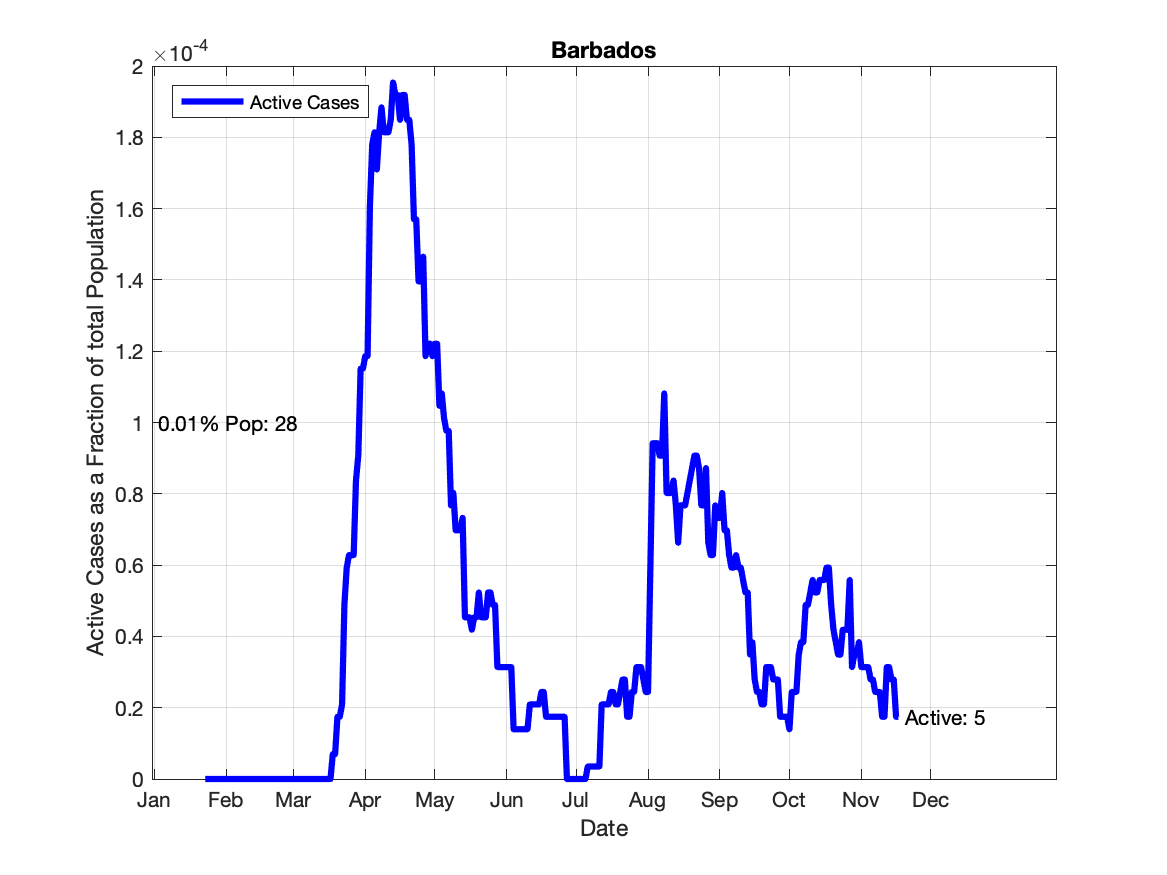 Barbados
×10-4
2
Active Cases
1.8
1.6
1.4
1.2
1
0.01% Pop: 28
0.8
0.6
0.4
0.2
Active: 5
0
Jan Feb Mar Apr May Jun Jul Aug Sep Oct Nov Dec
Date
Active Cases as a Fraction of total Population